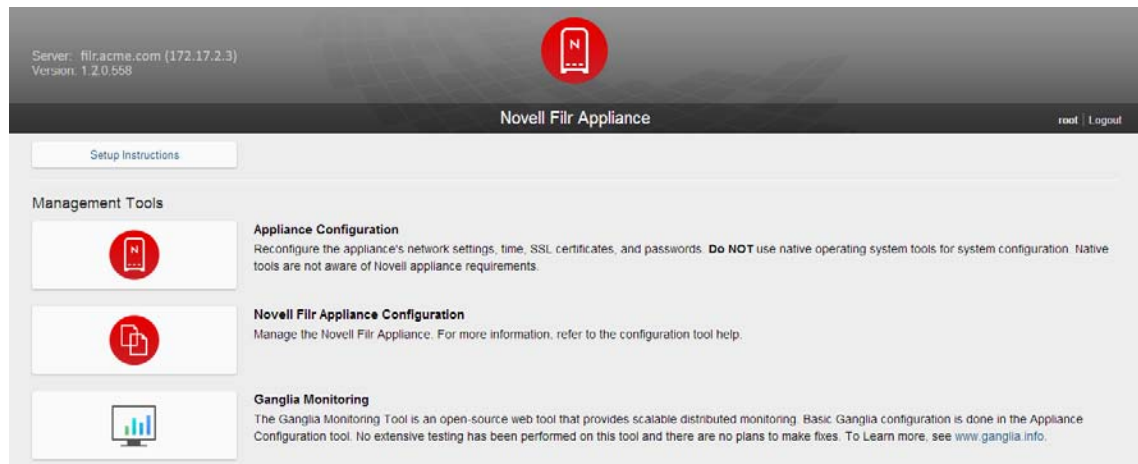 Server: filr.acme.com (172.17.2.3)
Version: 1.2.0.558
N
Novell Filr Appliance
root | Logout
Setup Instructions
Management Tools
N
Appliance Configuration
Reconfigure the appliance's network settings, time, SSL certificates, and passwords. Do NOT use native operating system tools for system configuration. Native
tools are not aware of Novell appliance requirements.
Novell Filr Appliance Configuration
Manage the Novell Filr Appliance. For more information, refer to the configuration tool help.
Ganglia Monitoring
The Ganglia Monitoring Tool is an open-source web tool that provides scalable distributed monitoring. Basic Ganglia configuration is done in the Appliance
Configuration tool. No extensive testing has been performed on this tool and there are no plans to make fixes. To Learn more, see www.ganglia.info.